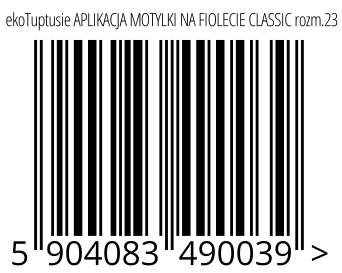 ekoTuptusie APLIKACJA MOTYLKI NA FIOLECIE CLASSIC rozm.23
5 904083 490039 >